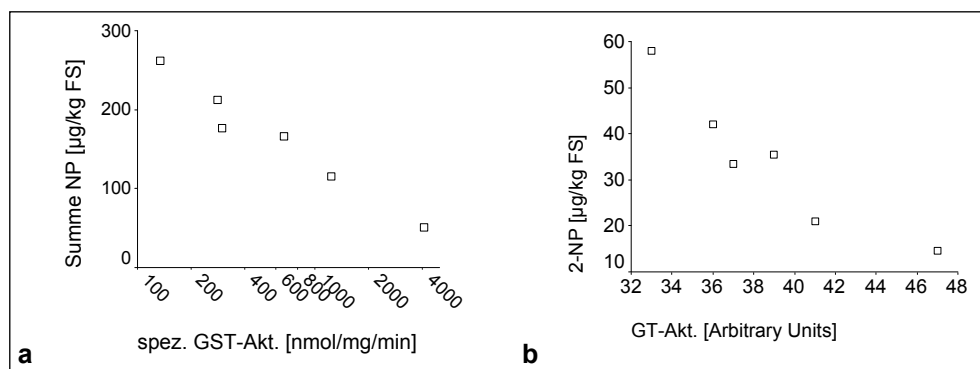 300
200
100
0
Summe NP [µg/kg FS]
100 200 400 600 800 1000 2000 4000
spez. GST-Akt. [nmol/mg/min]
a
60
50
40
30
20
10
2-NP [µg/kg FS]
32 34 36 38 40 42 44 46 48
GT-Akt. [Arbitrary Units]
b